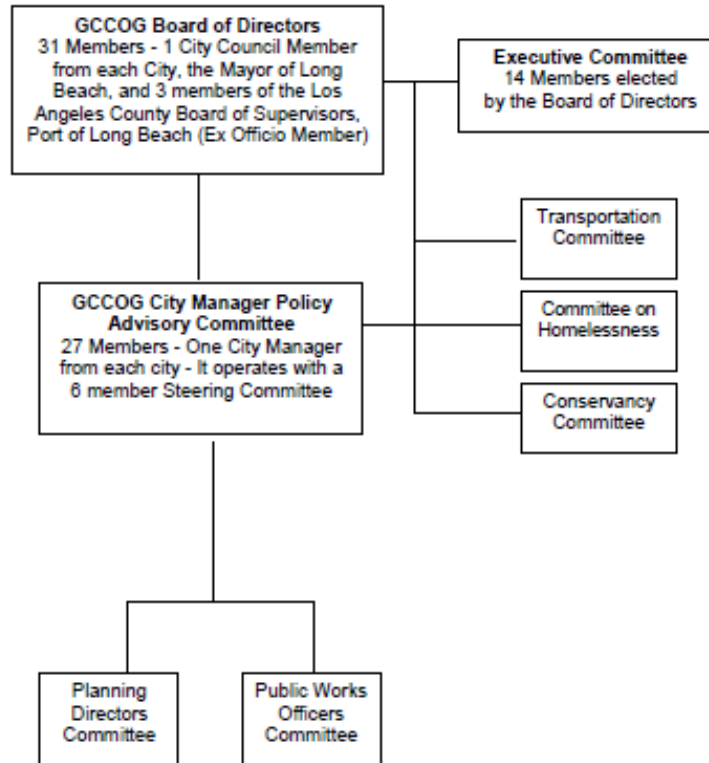 GCCOG Board of Directors
31 Members - 1 City Council Member
from each City, the Mayor of Long
Beach, and 3 members of the Los
Angeles County Board of Supervisors,
Port of Long Beach (Ex Officio Member)
Executive Committee
14 Members elected
by the Board of Directors
Transportation
Committee
GCCOG City Manager Policy
Advisory Committee
27 Members - One City Manager
from each city - It operates with a
6 member Steering Committee
Committee on
Homelessness
Conservancy
Committee
Planning
Directors
Committee
Public Works
Officers
Committee